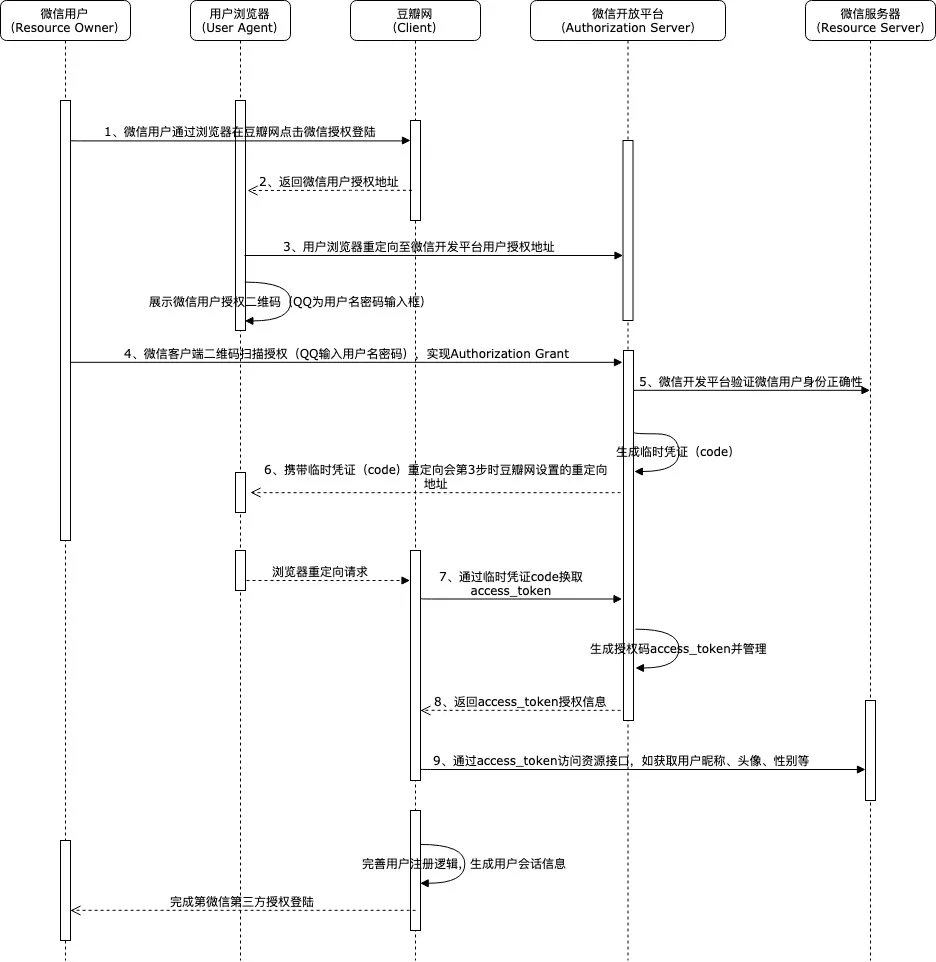 微信用户
(Resource Owner)
用户浏览器
(User Agent)
豆瓣网
(Client)
微信开放平台
(Authorization Server)
微信服务器
(Resource Server)
1、微信用户通过浏览器在豆瓣网点击微信授权登陆
2、返回微信用户授权地址
3、用户浏览器重定向至微信开发平台用户授权地址
展示微信用户授权二维码（QQ为用户名密码输入框）
4、微信客户端二维码扫描授权（QQ输入用户名密码），实现Authorization Grant
5、微信开发平台验证微信用户身份正确性
生成临时凭证（code）
6、携带临时凭证（code）重定向会第3步时豆瓣网设置的重定向
地址
浏览器重定向请求
7、通过临时凭证code换取
access_token
生成授权码access_token并管理
8、返回access_token授权信息
9、通过access_token访问资源接口，如获取用户昵称、头像、性别等
完善用户注册逻辑，生成用户会话信息
完成第微信第三方授权登陆